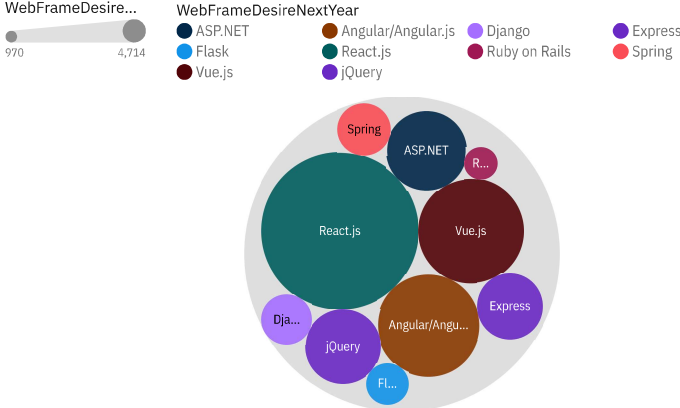 WebFrameDesire...
970 4,714
WebFrameDesireNextYear
ASP.NET Angular/Angular.js Django Express
Flask React.js Ruby on Rails Spring
Vue.js jQuery
Spring
ASP.NET
R...
React.js
Vue.js
Express
Dja...
Angular/Angu...
jQuery
Fl...